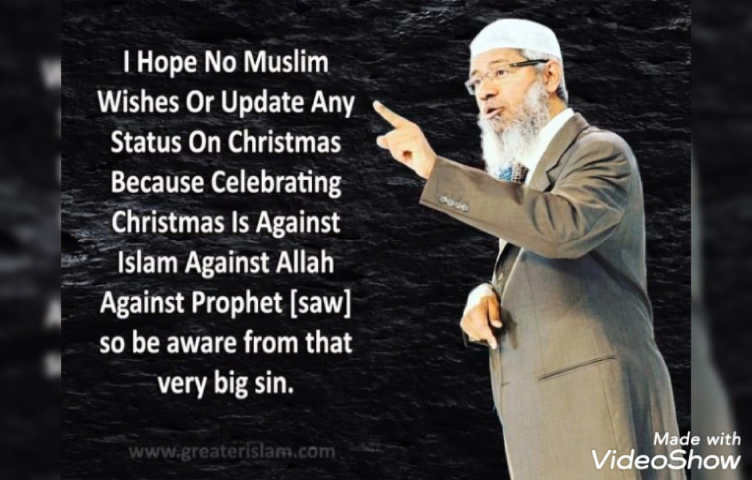 I Hope No Muslim
Wishes Or Update Any
Status On Christmas
Because Celebrating
Christmas Is Against
Islam Against Allah
Against Prophet [saw]
so be aware from that
very big sin.
www.greaterislam.com
Made with
VideoShow